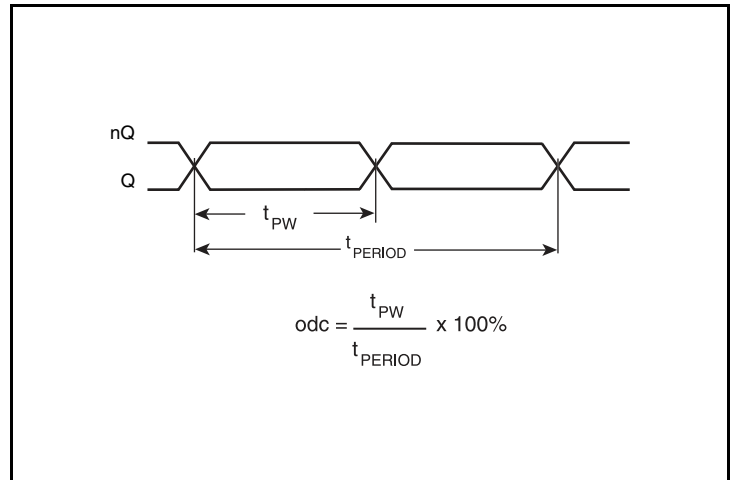 nQ
Q
tPW
tPERIOD
odc = tPW / tPERIOD x 100%